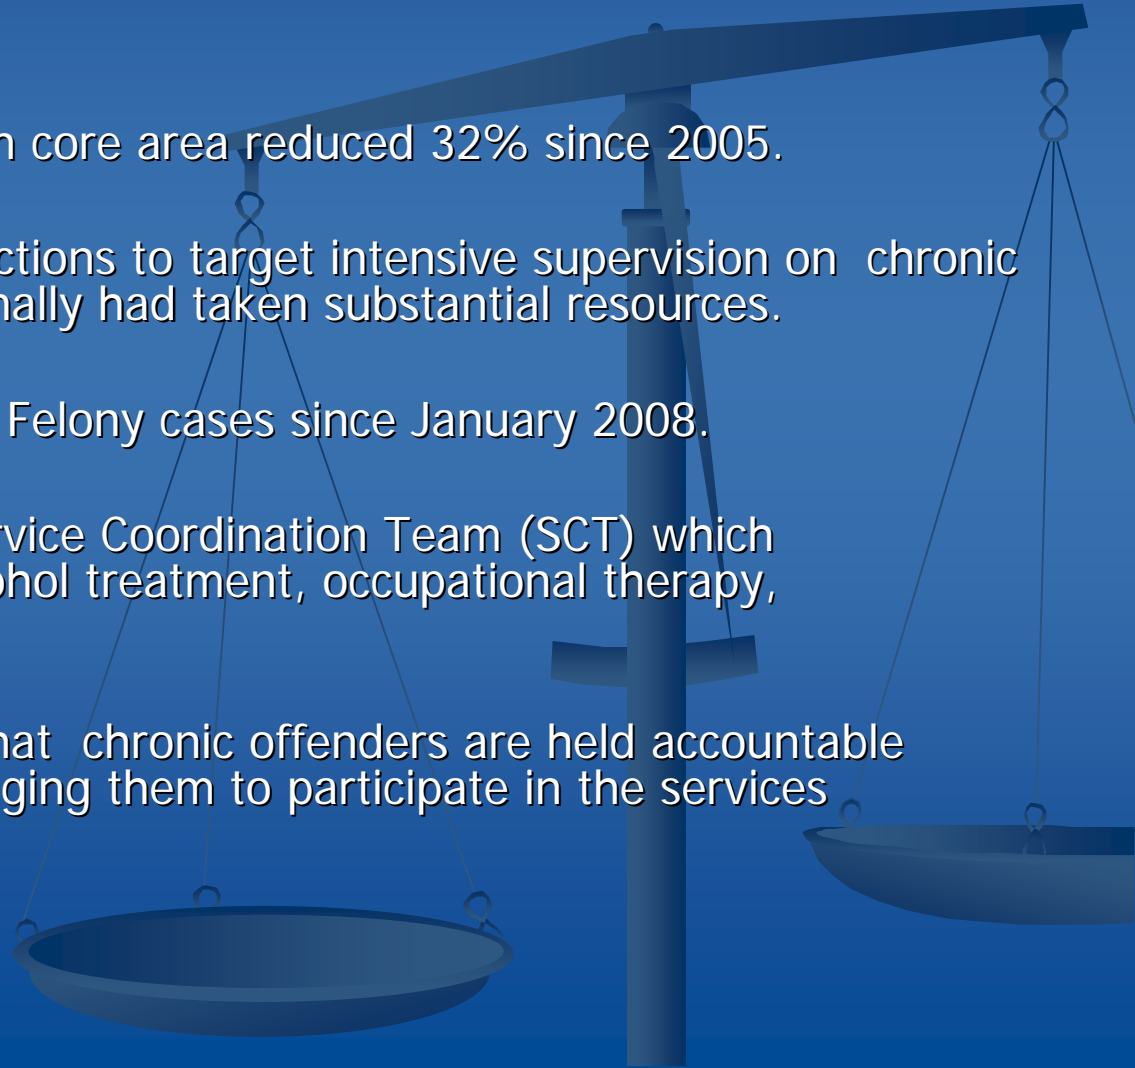 n core area reduced 32% since 2005.
ctions to target intensive supervision on  chronic
nally had taken substantial resources.
Felony cases since January 2008.
rvice Coordination Team (SCT) which
ohol treatment, occupational therapy,
hat  chronic offenders are held accountable
ging them to participate in the services